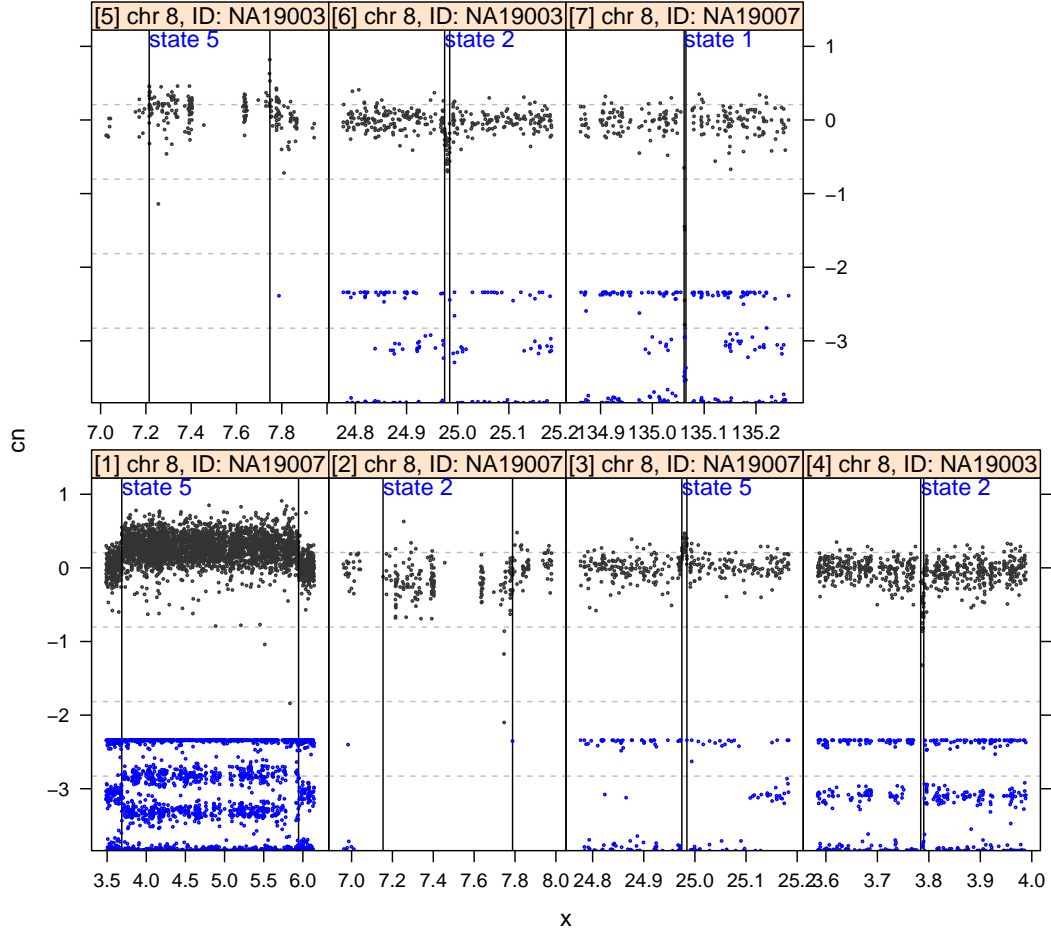 [5] chr 8, ID: NA19003 [6] chr 8, ID: NA19003 [7] chr 8, ID: NA19007
state 5 state 2 state 1
1
0
−1
−2
−3
7.0 7.2 7.4 7.6 7.8 24.8 24.9 25.0 25.1 25.2 134.9 135.0 135.1 135.2
cn
[1] chr 8, ID: NA19007 [2] chr 8, ID: NA19007 [3] chr 8, ID: NA19007 [4] chr 8, ID: NA19003
state 5 state 2 state 5 state 2
1
0
−1
−2
−3
3.5 4.0 4.5 5.0 5.5 6.0 7.0 7.2 7.4 7.6 7.8 8.0 24.8 24.9 25.0 25.1 25.2 3.6 3.7 3.8 3.9 4.0
x